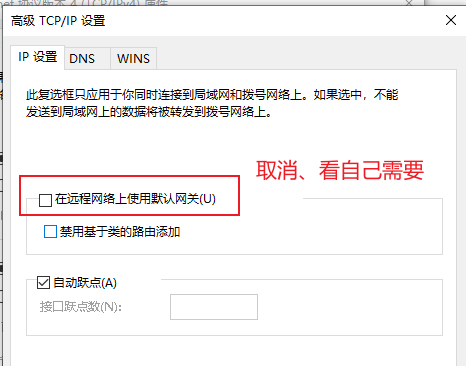 高级 TCP/IP 设置
IP 设置 DNS WINS
此复选框只应用于你同时连接到局域网和拨号网络上。如果选中，不能
发送到局域网上的数据将被转发到拨号网络上。
取消、看自己需要
在远程网络上使用默认网关(U)
禁用基于类的路由添加
自动跃点(A)
接口跃点数(N):